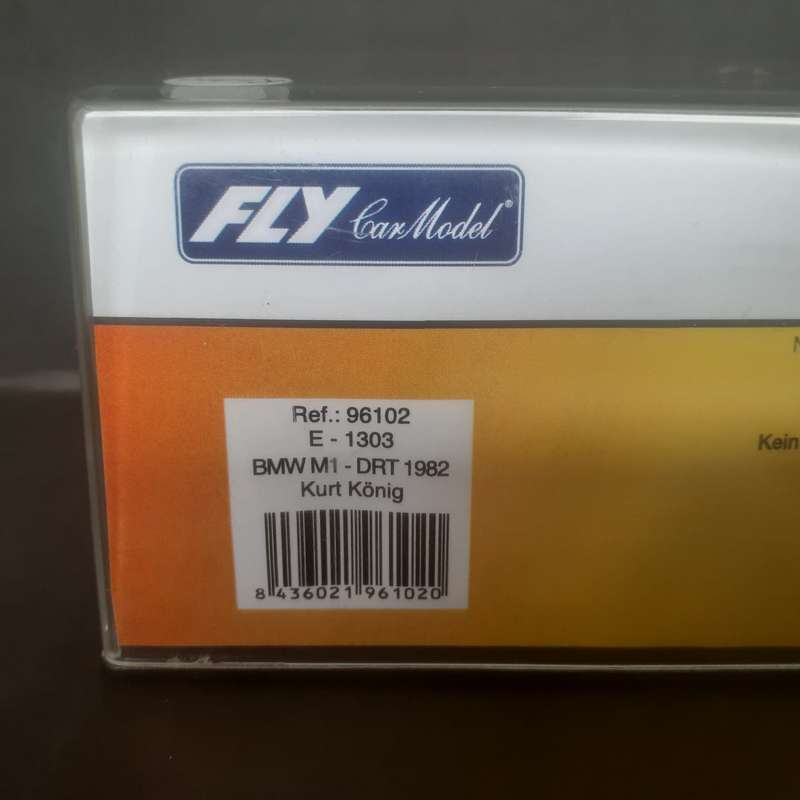 FLY Car Model®
N
Kein
Ref.: 96102
E - 1303
BMW M1 - DRT 1982
Kurt König
8 436021 961020